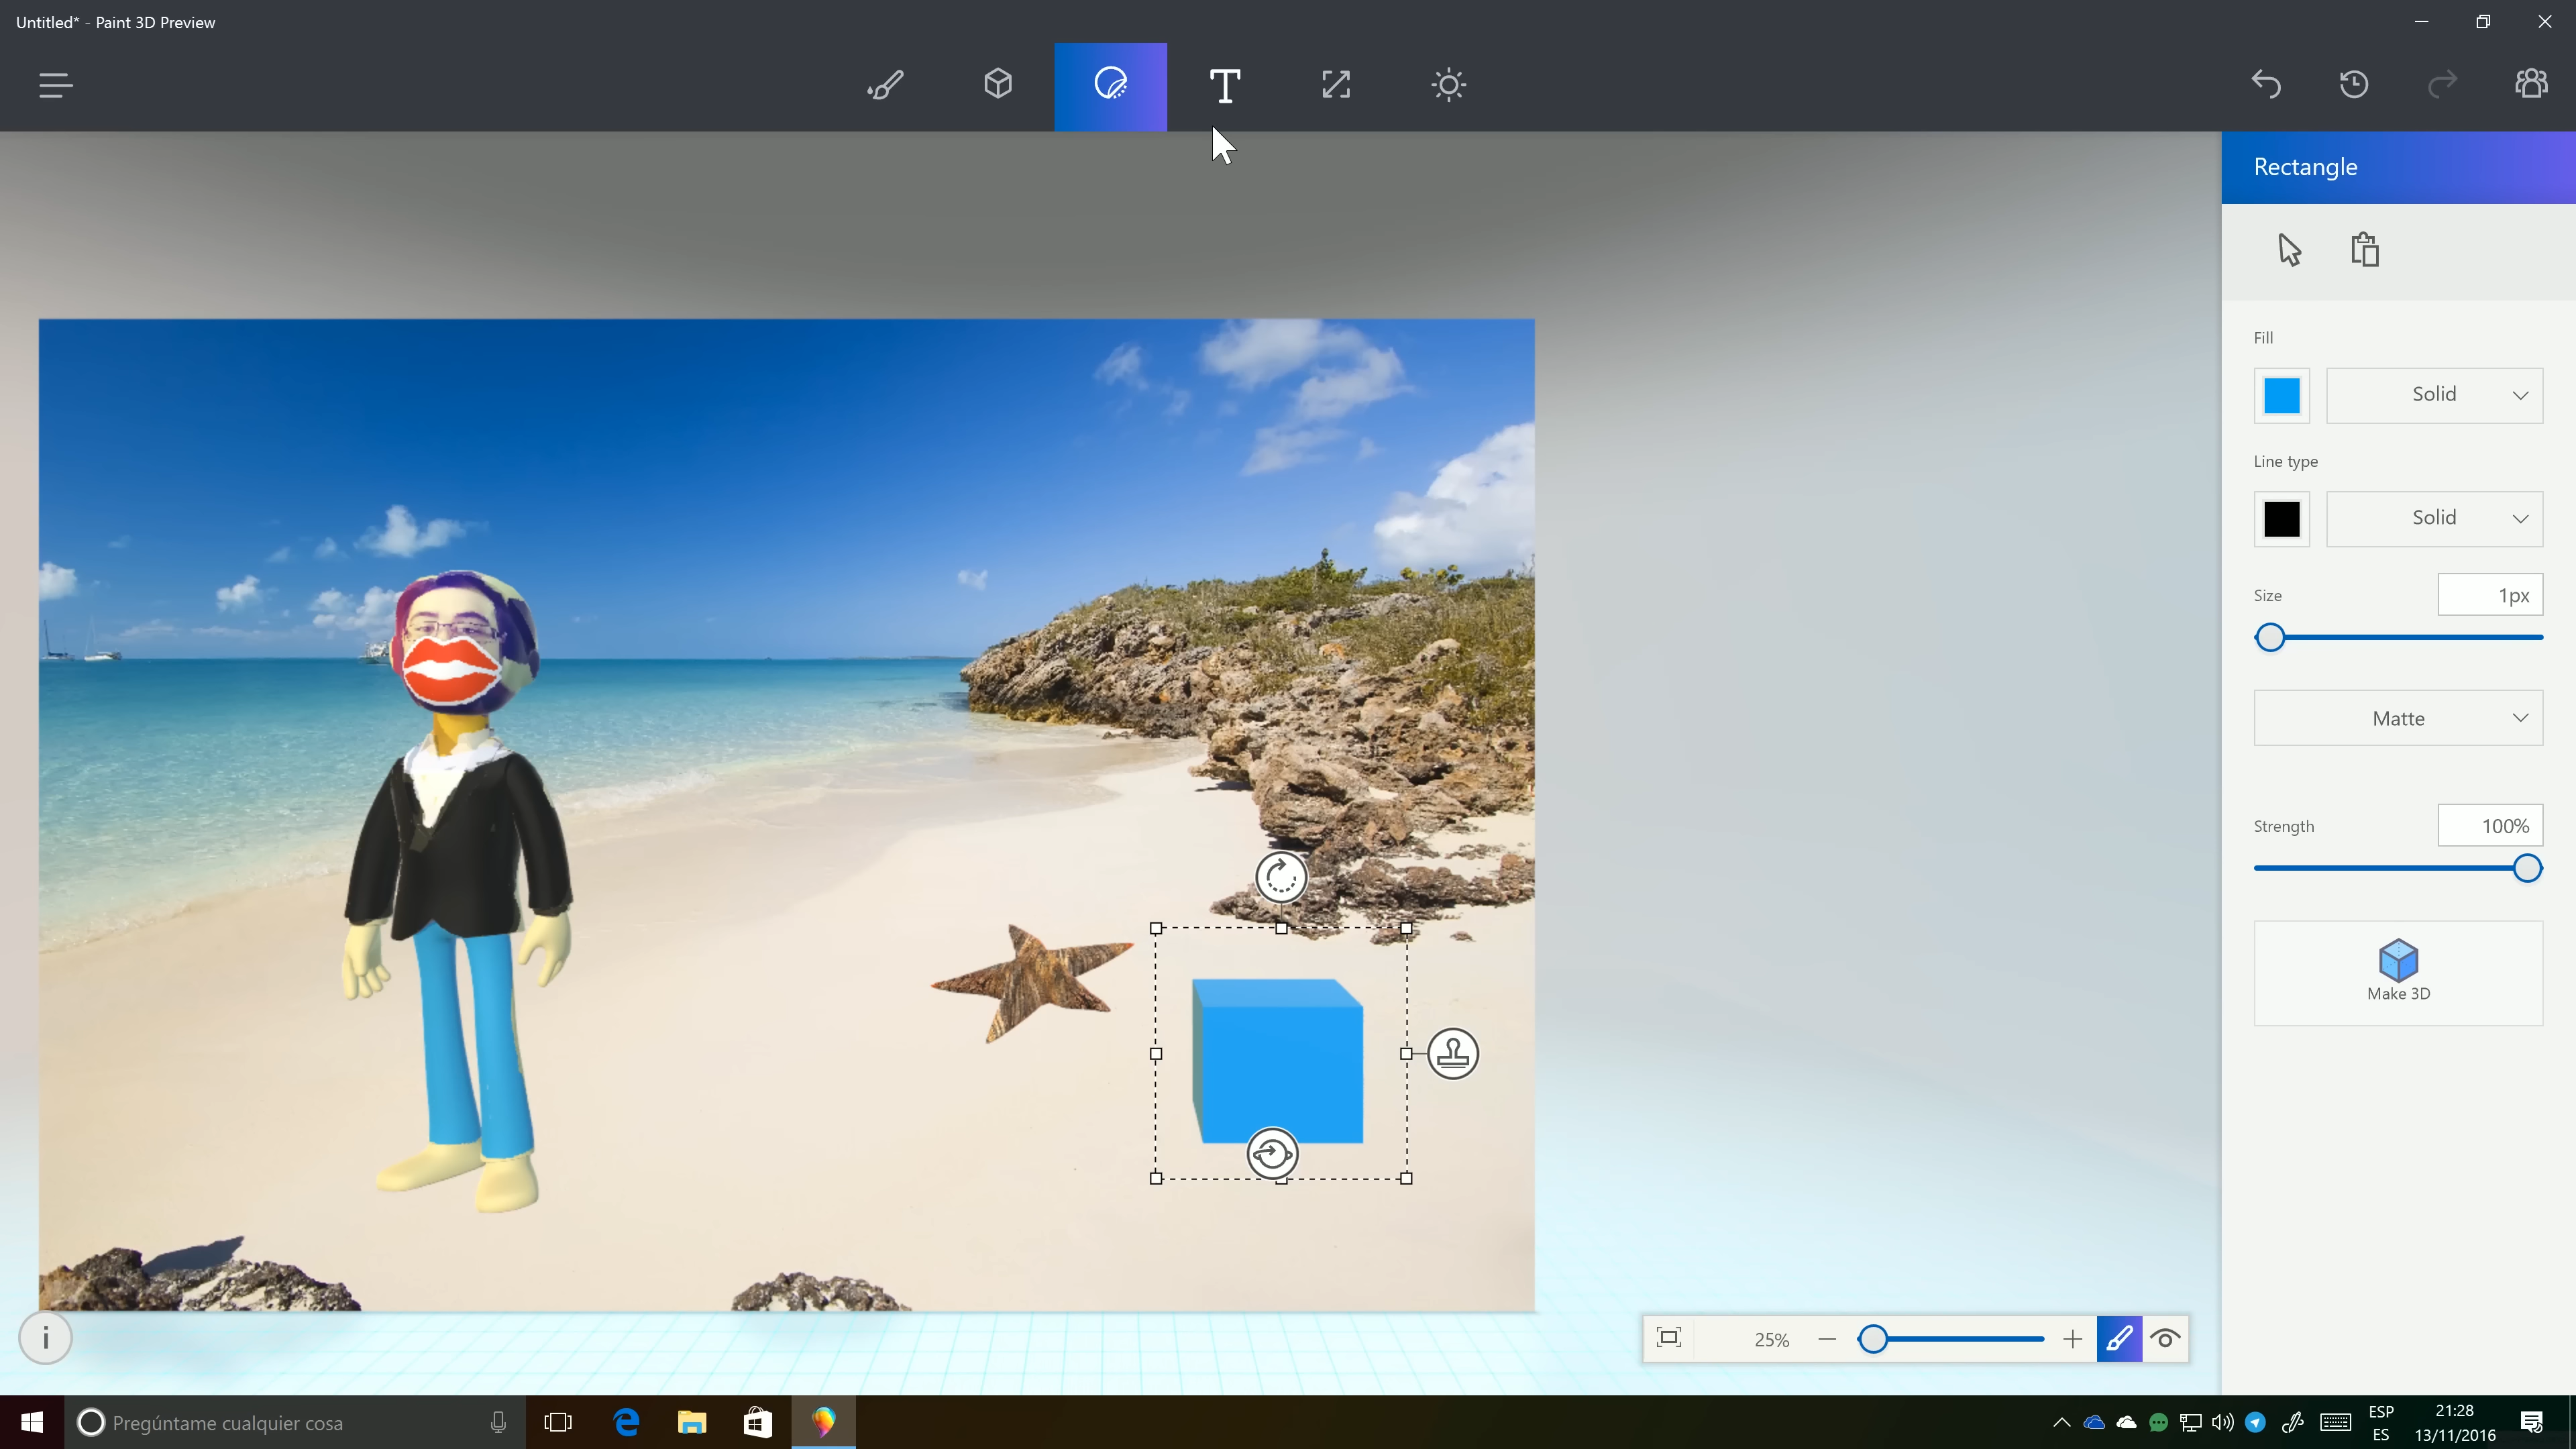 Untitled* - Paint 3D Preview
Rectangle
Fill
Solid
Line type
Solid
Size
1px
Matte
Strength
100%
Make 3D
25%
Pregúntame cualquier cosa
ESP
ES
21:28
13/11/2016